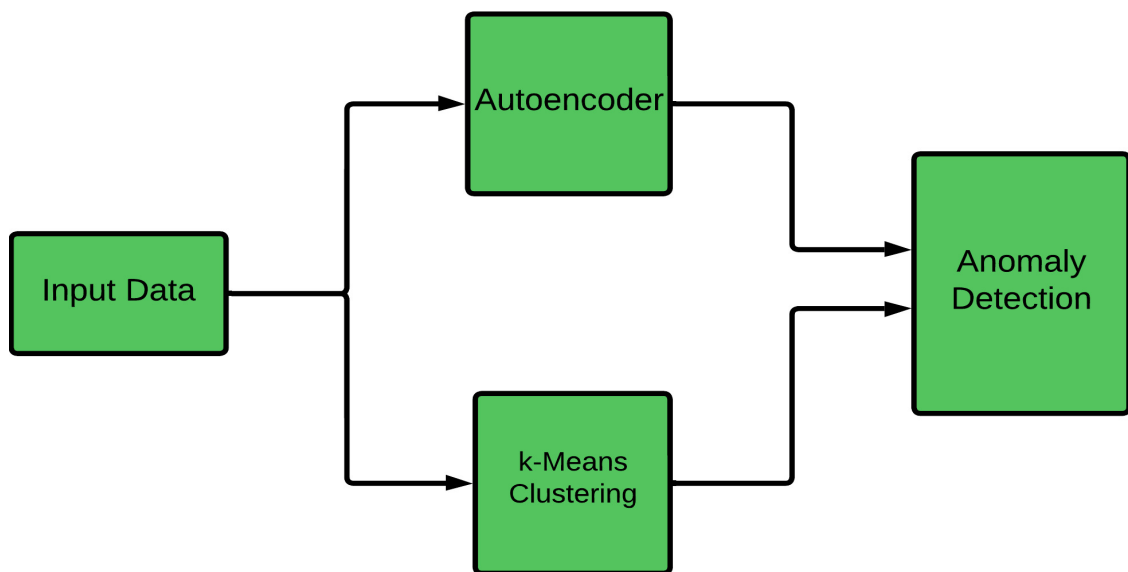 Autoencoder
Input Data
Anomaly
Detection
k-Means
Clustering